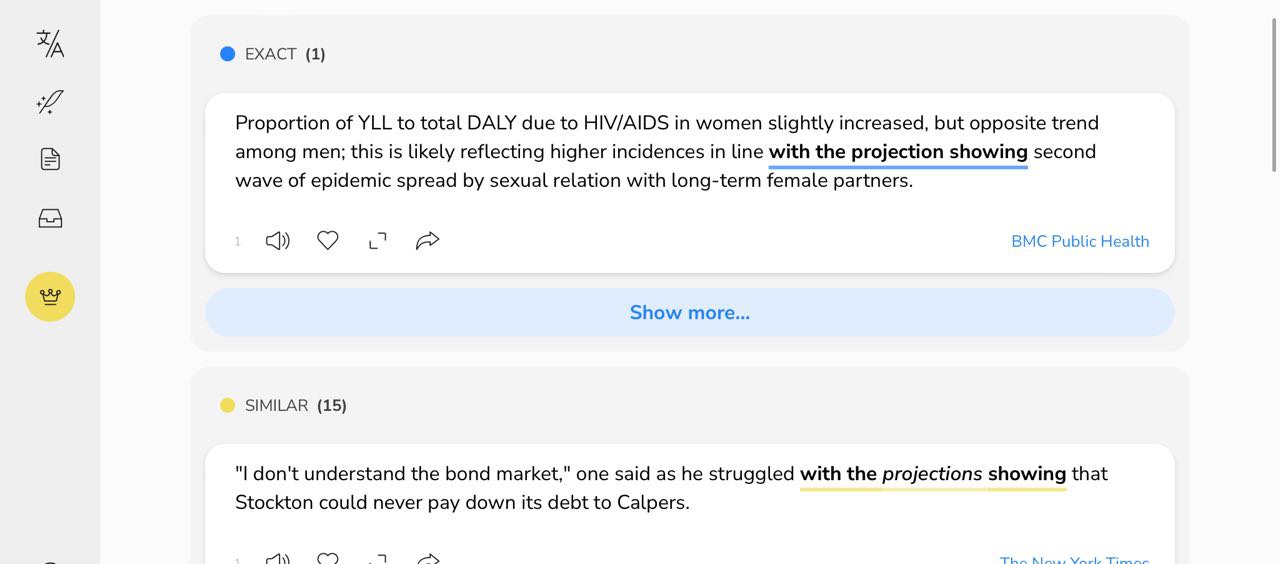 EXACT (1)
Proportion of YLL to total DALY due to HIV/AIDS in women slightly increased, but opposite trend
among men; this is likely reflecting higher incidences in line with the projection showing second
wave of epidemic spread by sexual relation with long-term female partners.
1
BMC Public Health
Show more...
SIMILAR (15)
"I don't understand the bond market," one said as he struggled with the projections showing that
Stockton could never pay down its debt to Calpers.
1
The New York Times